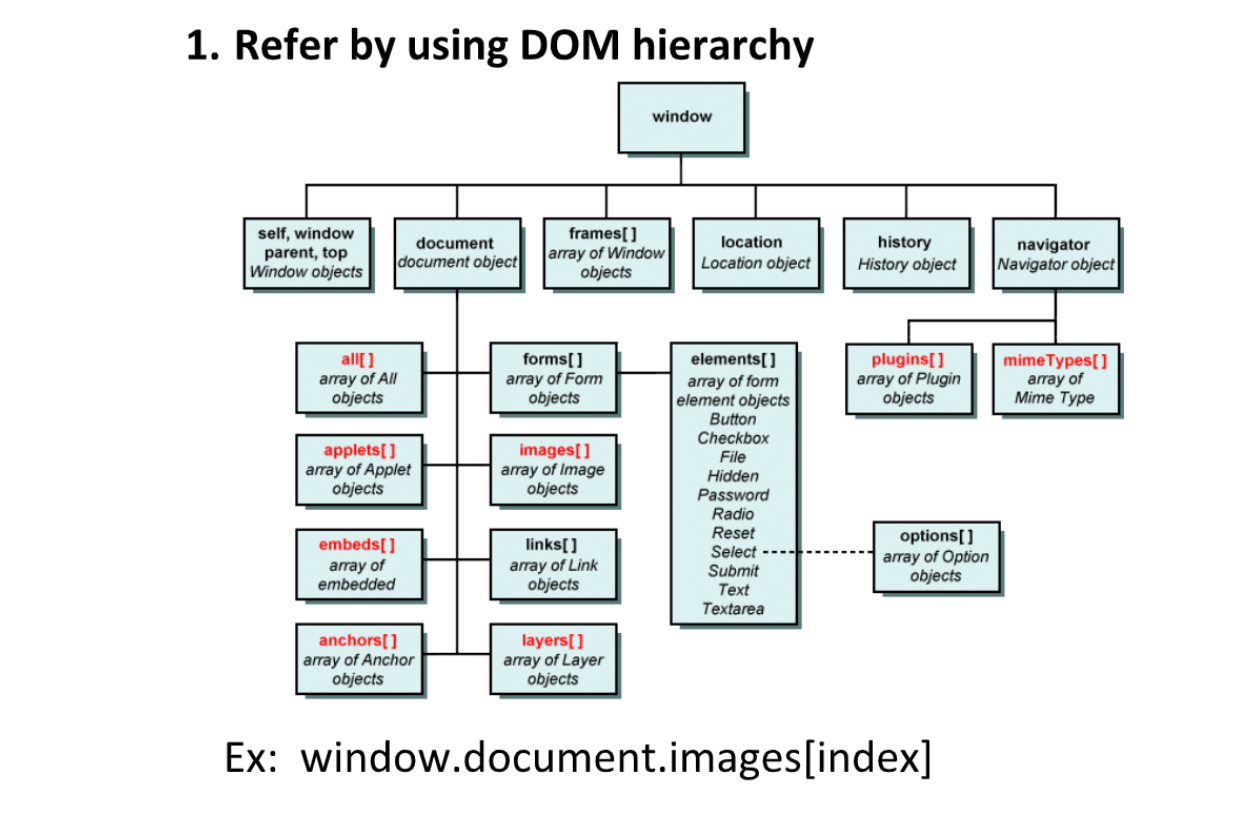 1. Refer by using DOM hierarchy
window
self, window
parent, top
Window objects
document
document object
frames[ ]
array of Window
objects
location
Location object
history
History object
navigator
Navigator object
all[ ]
array of All
objects
forms[ ]
array of Form
objects
elements[ ]
array of form
element objects
Button
Checkbox
File
Hidden
Password
Radio
Reset
Select
Submit
Text
Textarea
plugins[ ]
array of Plugin
objects
mimeTypes[ ]
array of
Mime Type
applets[ ]
array of Applet
objects
images[ ]
array of Image
objects
embeds[ ]
array of
embedded
links[ ]
array of Link
objects
options[ ]
array of Option
objects
anchors[ ]
array of Anchor
objects
layers[ ]
array of Layer
objects
Ex: window.document.images[index]